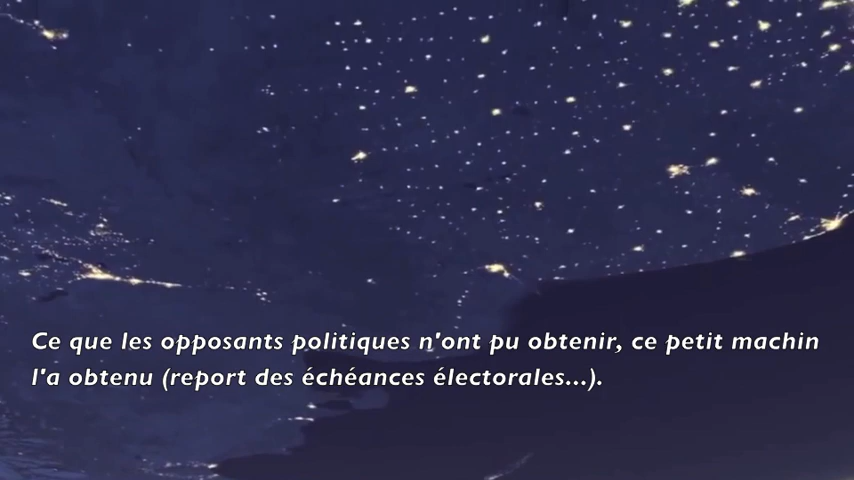 Ce que les opposants politiques n'ont pu obtenir, ce petit machin
l'a obtenu (report des échéances électorales...).